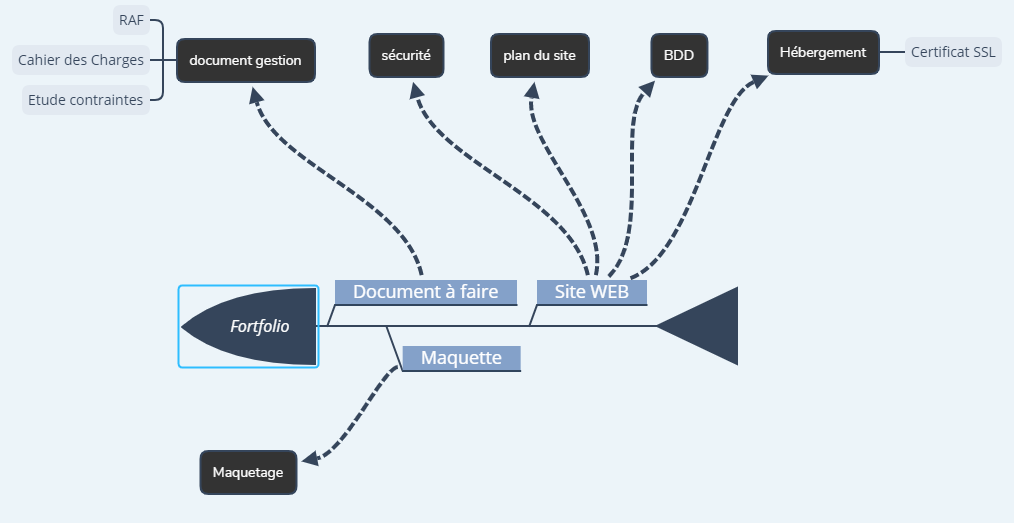 RAF
Cahier des Charges
Etude contraintes
document gestion
sécurité
plan du site
BDD
Hébergement
Certificat SSL
Document à faire
Site WEB
Fortfolio
Maquette
Maquetage